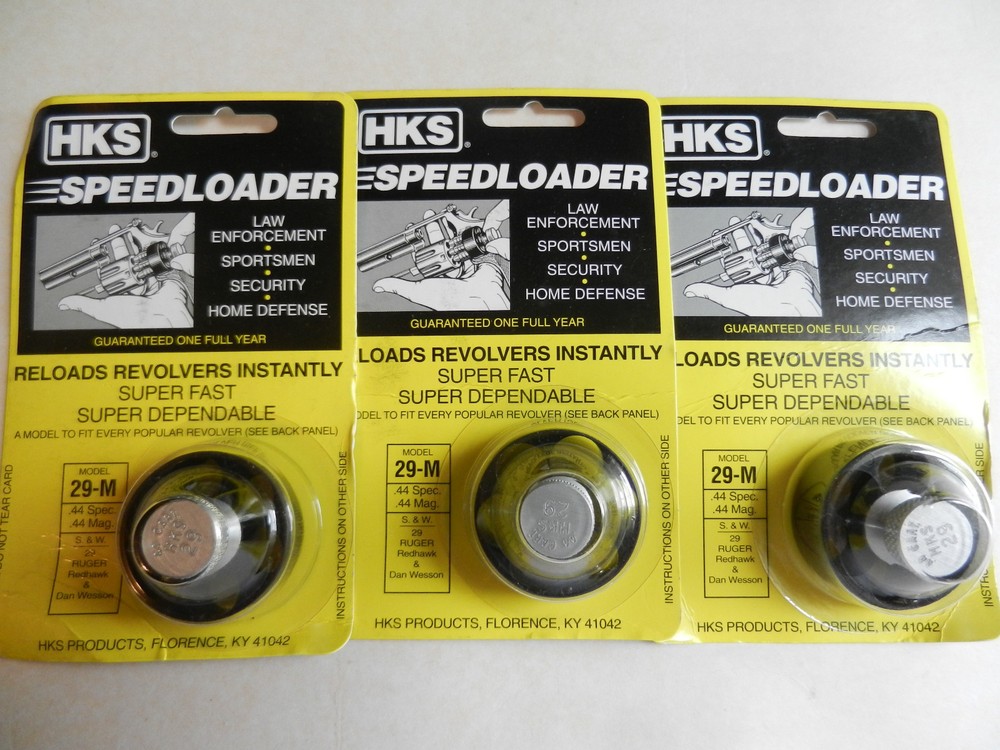 HKS®
SPEEDLOADER
LAW
ENFORCEMENT
• SPORTSMEN
• SECURITY
• HOME DEFENSE
GUARANTEED ONE FULL YEAR
RELOADS REVOLVERS INSTANTLY
SUPER FAST
SUPER DEPENDABLE
A MODEL TO FIT EVERY POPULAR REVOLVER (SEE BACK PANEL)
NOT TEAR CARD
MODEL
29-M
.44 Spec.
.44 Mag.
S. & W.
29
RUGER
Redhawk
&
Dan Wesson
INSTRUCTIONS ON OTHER SIDE
HKS PRODUCTS, FLORENCE, KY 41042
HKS®
SPEEDLOADER
LAW
ENFORCEMENT
• SPORTSMEN
• SECURITY
• HOME DEFENSE
GUARANTEED ONE FULL YEAR
LOADS REVOLVERS INSTANTLY
SUPER FAST
SUPER DEPENDABLE
ODEL TO FIT EVERY POPULAR REVOLVER (SEE BACK PANEL)
MODEL
29-M
.44 Spec.
.44 Mag.
S. & W.
29
RUGER
Redhawk
&
Dan Wesson
INSTRUCTIONS ON OTHER SIDE
HKS PRODUCTS, FLORENCE, KY 41042
HKS®
SPEEDLOADER
LAW
ENFORCEMENT
• SPORTSMEN
• SECURITY
• HOME DEFENSE
GUARANTEED ONE FULL YEAR
LOADS REVOLVERS INSTANTLY
SUPER FAST
SUPER DEPENDABLE
DEL TO FIT EVERY POPULAR REVOLVER (SEE BACK PANEL)
MODEL
29-M
.44 Spec.
.44 Mag.
S. & W.
29
RUGER
Redhawk
&
Dan Wesson
HKS
29
HKS PRODUCTS, FLORENCE, KY 41042